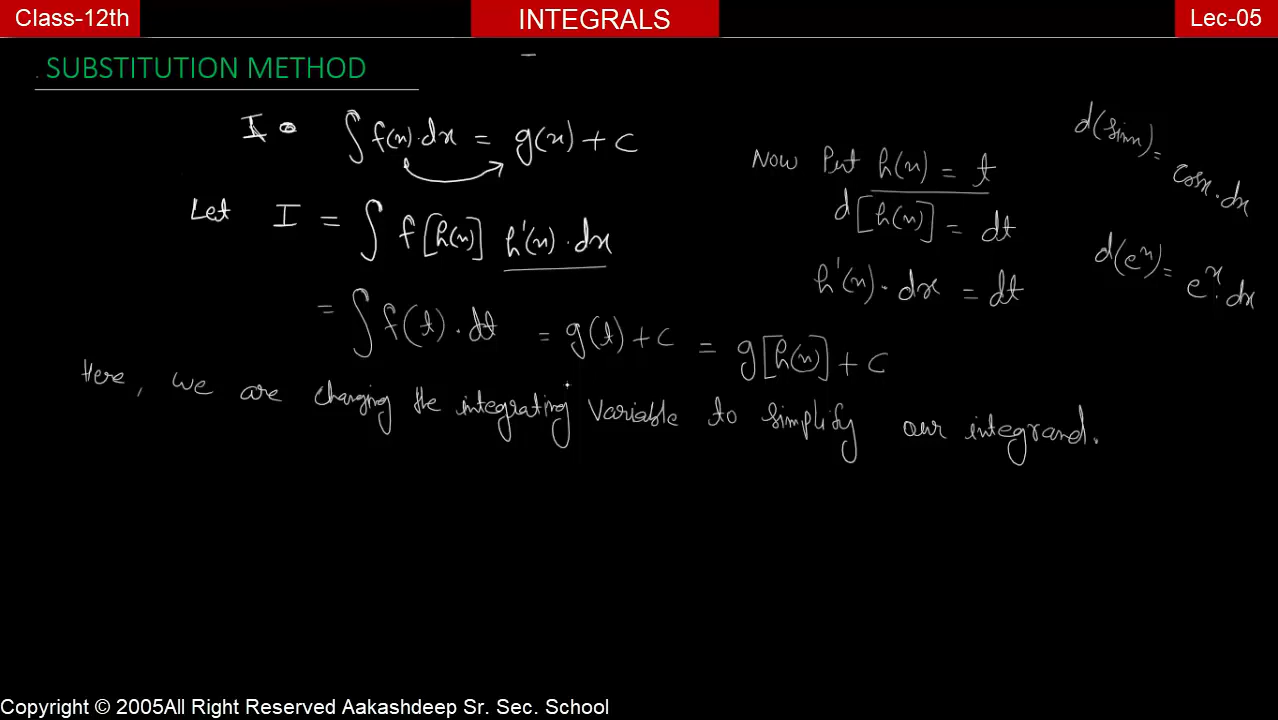 Class-12th
INTEGRALS
Lec-05
SUBSTITUTION METHOD
I ∫ f(x)·dx = g(x) + C
Let I = ∫ f[h(x)] h'(x)·dx
= ∫ f(t)·dt = g(t) + C = g[h(x)] + C
Now Put h(x) = t
d[h(x)] = dt
h'(x)·dx = dt
d(sinx) = cosx·dx
d(e^x) = e^x·dx
Here, we are changing the integrating variable to simplify our integrand.
Copyright © 2005All Right Reserved Aakashdeep Sr. Sec. School